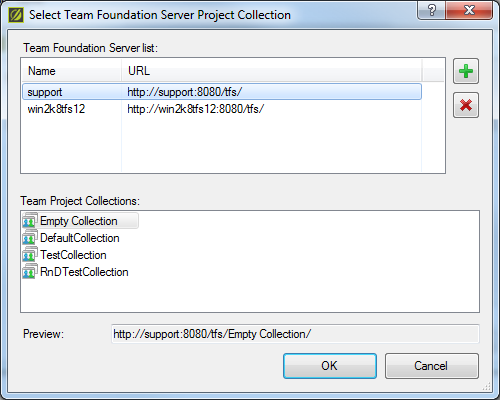 Select Team Foundation Server Project Collection
Team Foundation Server list:
Name URL
support http://support:8080/tfs/
win2k8tfs12 http://win2k8tfs12:8080/tfs/
Team Project Collections:
Empty Collection
DefaultCollection
TestCollection
RnDTestCollection
Preview: http://support:8080/tfs/Empty Collection/
OK Cancel